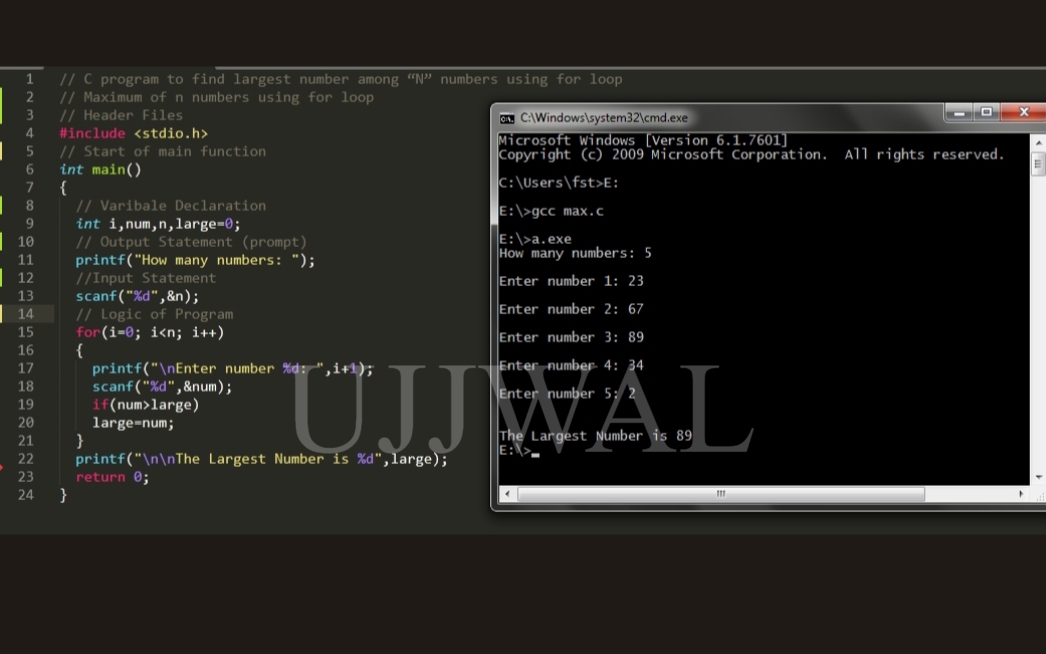 1 // C program to find largest number among “N” numbers using for loop
2 // Maximum of n numbers using for loop
3 // Header Files
4 #include <stdio.h>
5 // Start of main function
6 int main()
7 {
8 // Varibale Declaration
9 int i,num,n,large=0;
10 // Output Statement (prompt)
11 printf("How many numbers: ");
12 //Input Statement
13 scanf("%d",&n);
14 // Logic of Program
15 for(i=0; i<n; i++)
16 {
17 printf("\nEnter number %d: ",i+1);
18 scanf("%d",&num);
19 if(num>large)
20 large=num;
21 }
22 printf("\n\nThe Largest Number is %d",large);
23 return 0;
24 }
C:\Windows\system32\cmd.exe
Microsoft Windows [Version 6.1.7601]
Copyright (c) 2009 Microsoft Corporation. All rights reserved.
C:\Users\fst>E:
E:\>gcc max.c
E:\>a.exe
How many numbers: 5
Enter number 1: 23
Enter number 2: 67
Enter number 3: 89
Enter number 4: 34
Enter number 5: 2
The Largest Number is 89
E:\>_
UJJWAL